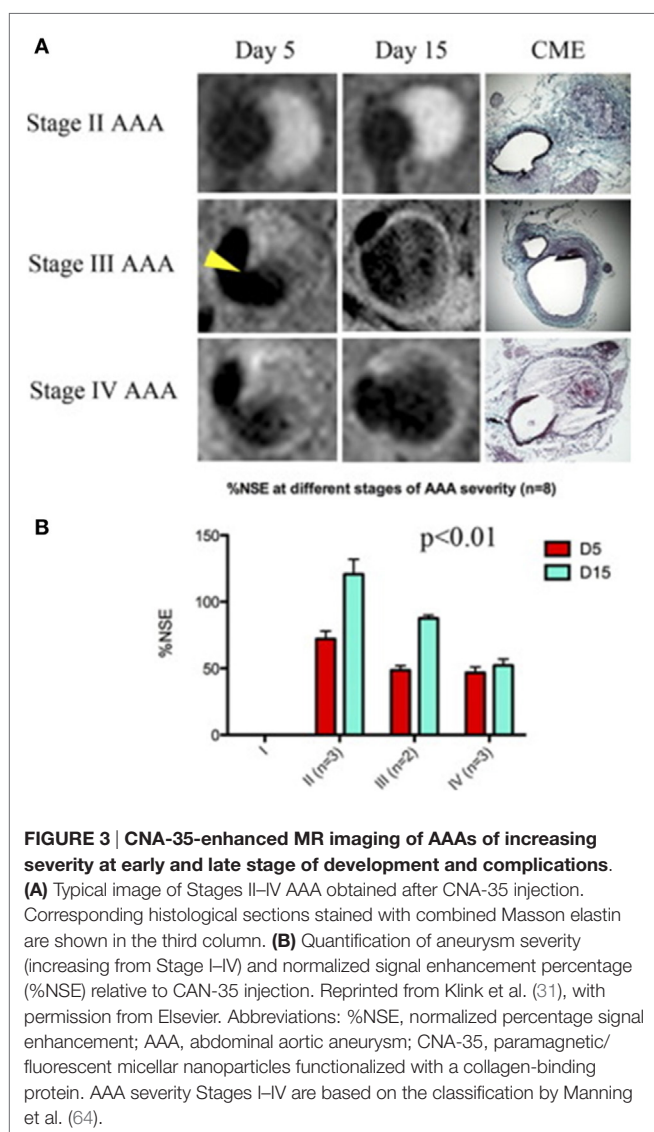 A
Day 5
Day 15
CME
Stage II AAA
Stage III AAA
Stage IV AAA
%NSE at different stages of AAA severity (n=8)
B
p<0.01
D5
D15
150
100
50
0
%NSE
I
II (n=3)
III (n=2)
IV (n=3)
FIGURE 3 | CNA-35-enhanced MR imaging of AAAs of increasing
severity at early and late stage of development and complications.
(A) Typical image of Stages II–IV AAA obtained after CNA-35 injection.
Corresponding histological sections stained with combined Masson elastin
are shown in the third column. (B) Quantification of aneurysm severity
(increasing from Stage I–IV) and normalized signal enhancement percentage
(%NSE) relative to CAN-35 injection. Reprinted from Klink et al. (31), with
permission from Elsevier. Abbreviations: %NSE, normalized percentage signal
enhancement; AAA, abdominal aortic aneurysm; CNA-35, paramagnetic/
fluorescent micellar nanoparticles functionalized with a collagen-binding
protein. AAA severity Stages I–IV are based on the classification by Manning
et al. (64).